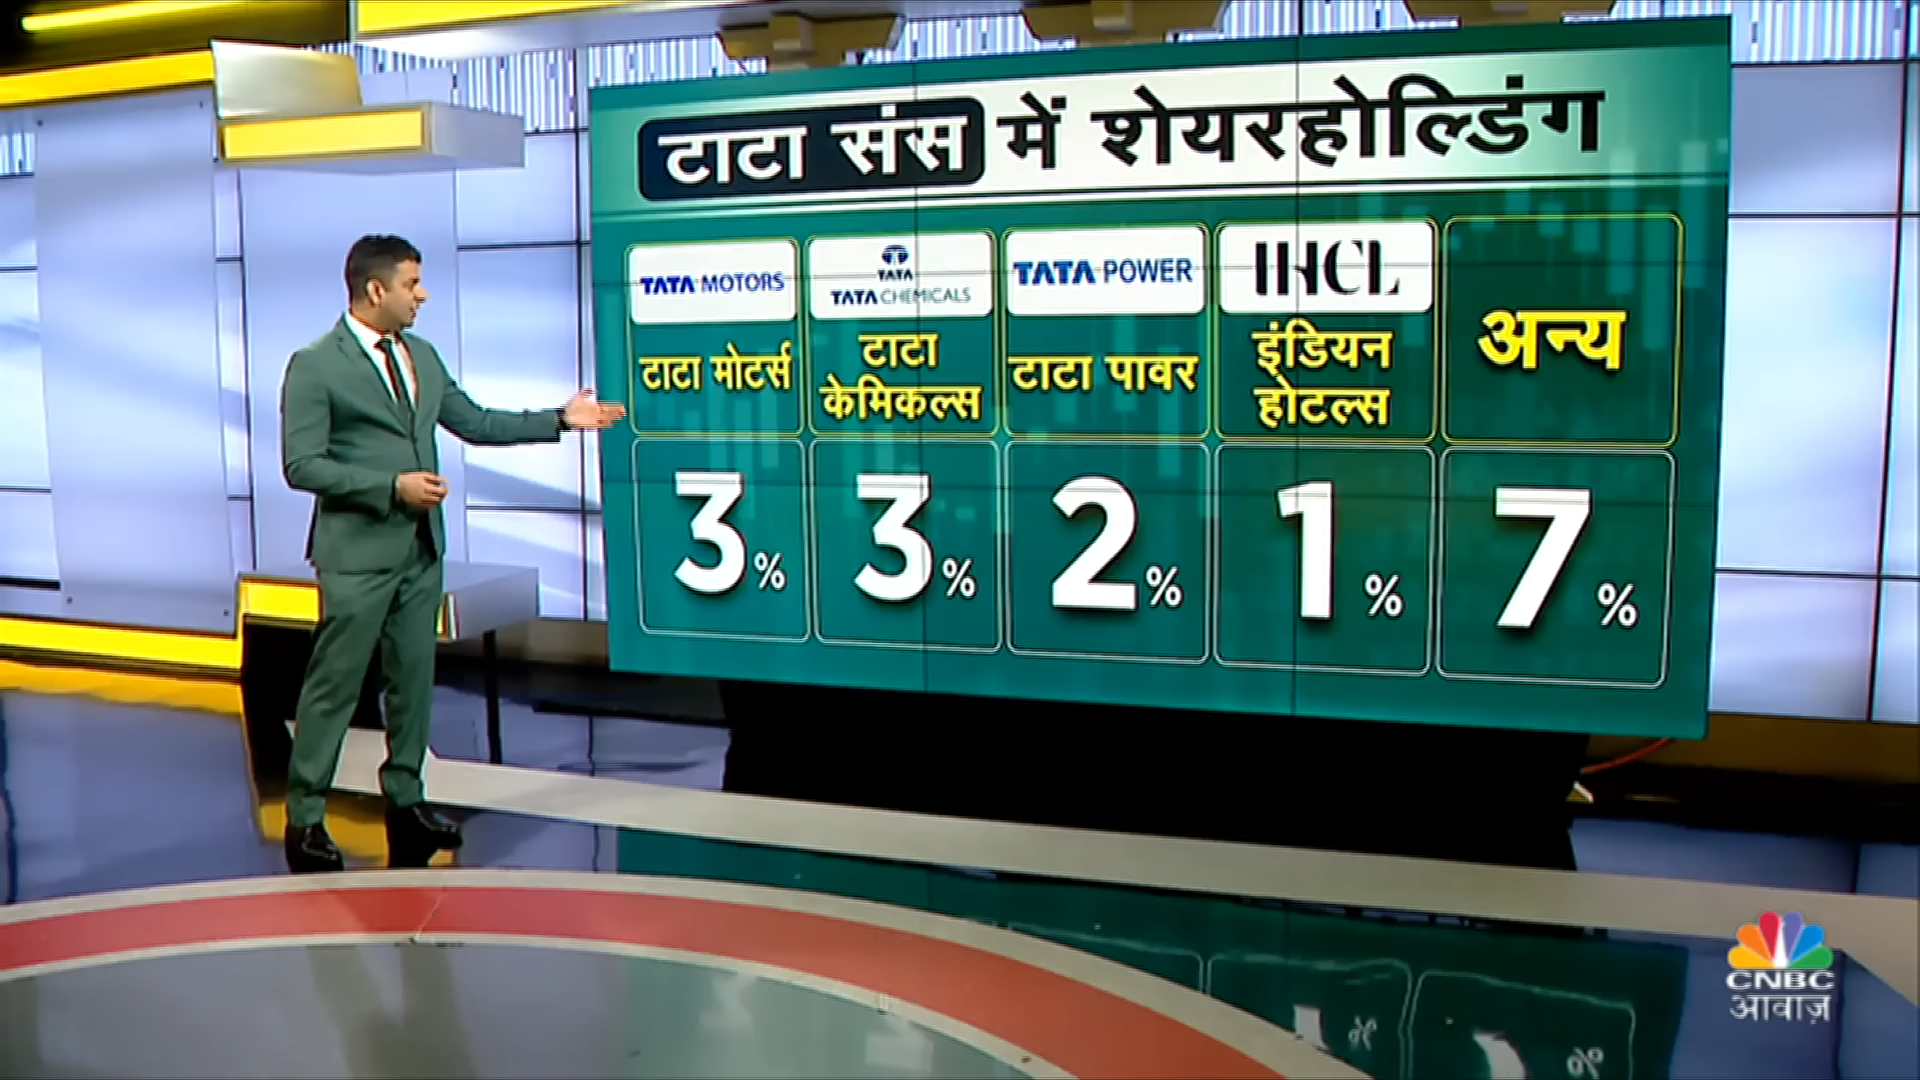 टाटा संस में शेयरहोल्डिंग
TATA MOTORS
टाटा मोटर्स
3%
TATA
TATA CHEMICALS
टाटा
केमिकल्स
3%
TATA POWER
टाटा पावर
2%
IHCL
इंडियन
होटल्स
1%
अन्य
7%
CNBC
आवाज़